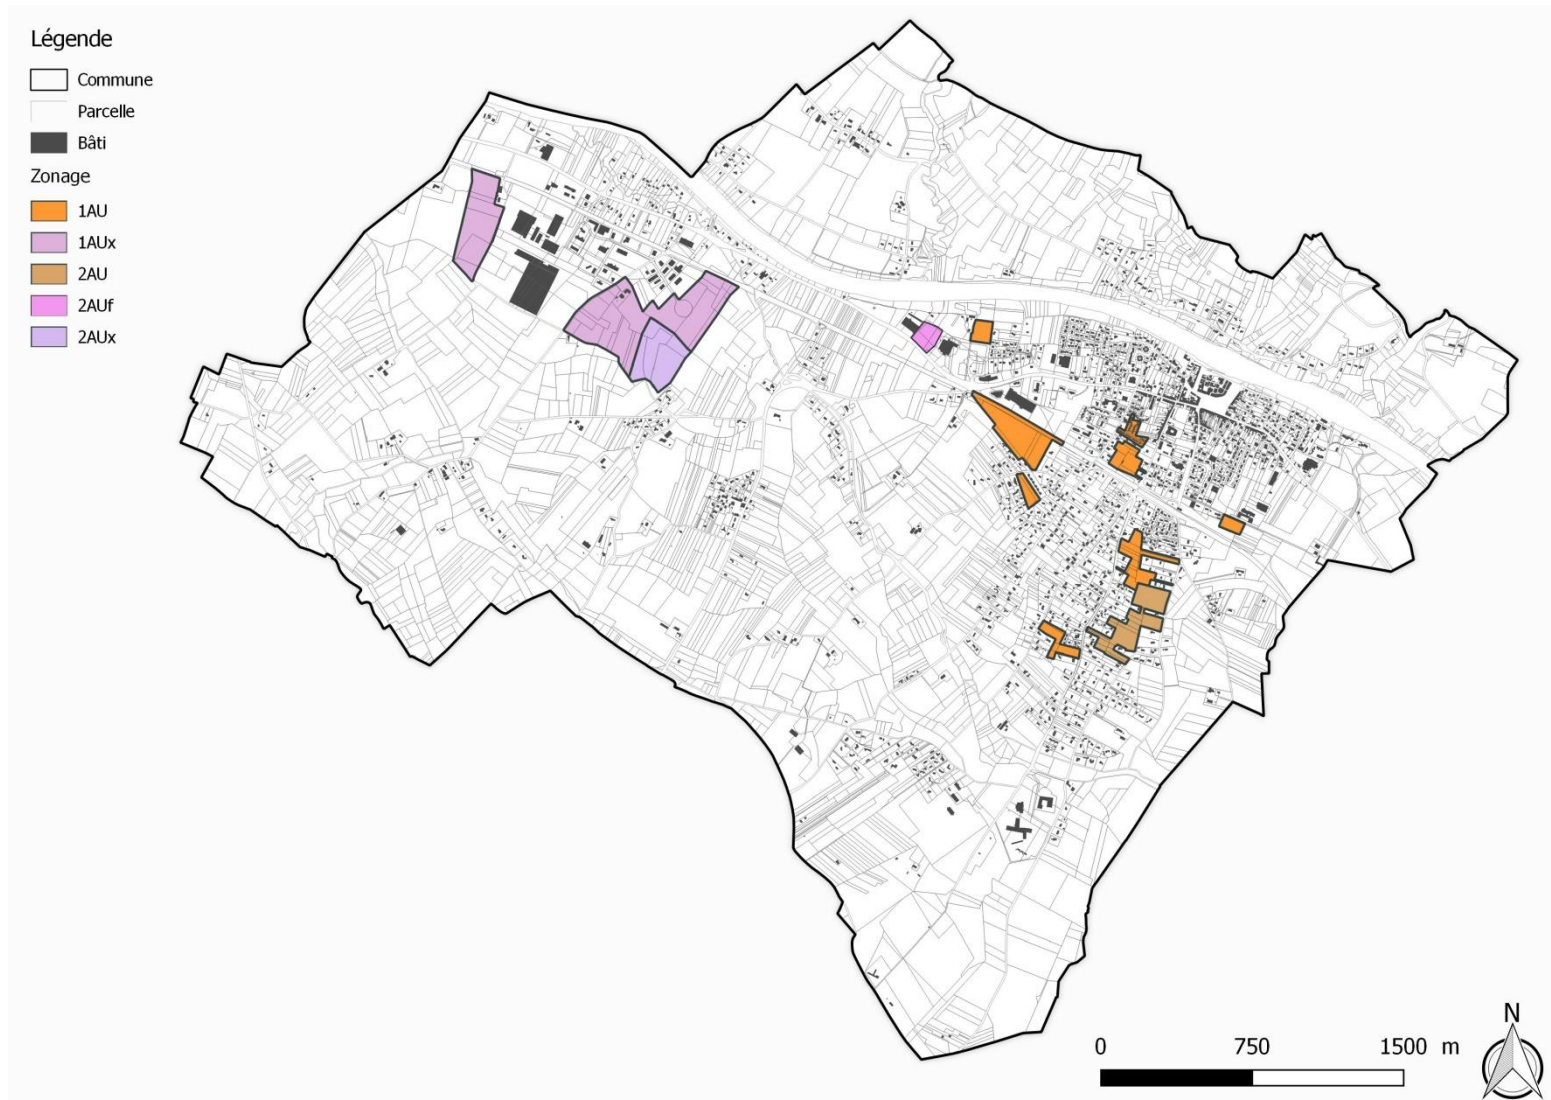 Légende
Commune
Parcelle
Bâti
Zonage
1AU
1AUx
2AU
2AUf
2AUx
N
0 750 1500 m